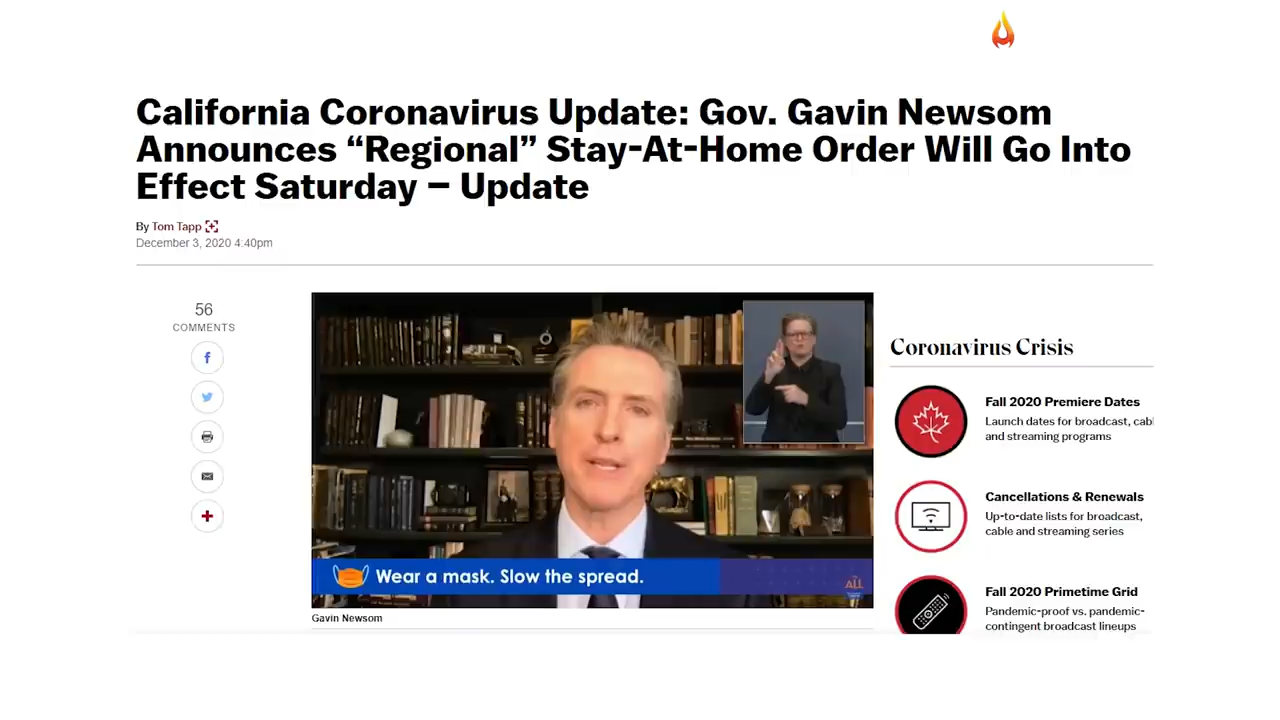 California Coronavirus Update: Gov. Gavin Newsom
Announces “Regional” Stay-At-Home Order Will Go Into
Effect Saturday – Update
By Tom Tapp
December 3, 2020 4:40pm
56
COMMENTS
Wear a mask. Slow the spread.
ALL
Gavin Newsom
Coronavirus Crisis
Fall 2020 Premiere Dates
Launch dates for broadcast, cabl
and streaming programs
Cancellations & Renewals
Up-to-date lists for broadcast,
cable and streaming series
Fall 2020 Primetime Grid
Pandemic-proof vs. pandemic-
contingent broadcast lineups